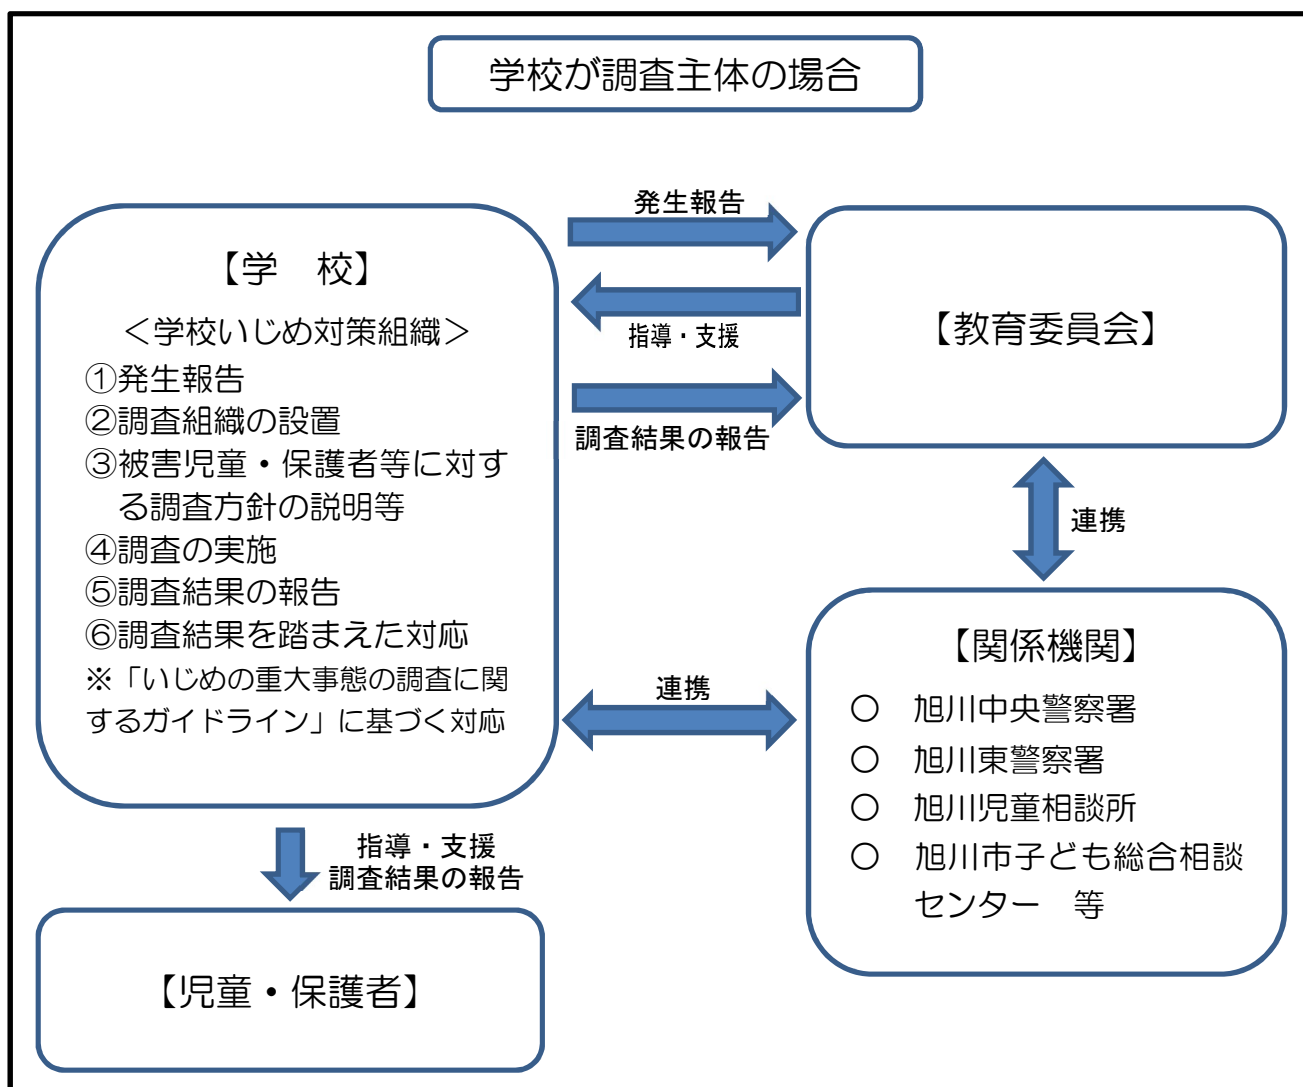 学校が調査主体の場合
【学　校】
＜学校いじめ対策組織＞
①発生報告
②調査組織の設置
③被害児童・保護者等に対す
る調査方針の説明等
④調査の実施
⑤調査結果の報告
⑥調査結果を踏まえた対応
※「いじめの重大事態の調査に関
するガイドライン」に基づく対応
発生報告
指導・支援
調査結果の報告
【教育委員会】
連携
連携
【関係機関】
○　旭川中央警察署
○　旭川東警察署
○　旭川児童相談所
○　旭川市子ども総合相談
センター　等
指導・支援
調査結果の報告
【児童・保護者】